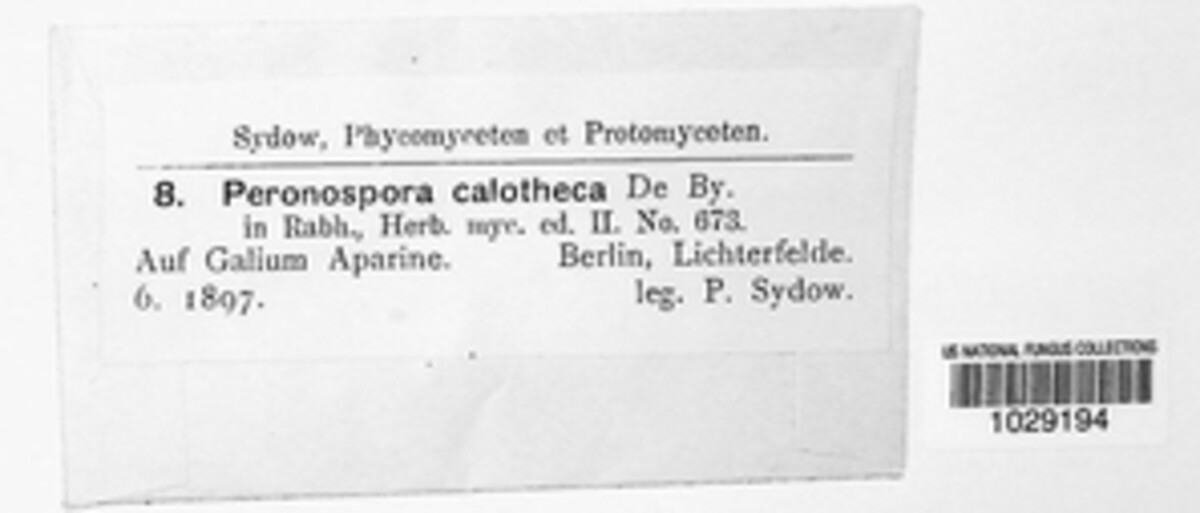 Sydow, Phycomyceten et Protomyceten.
8. Peronospora calotheca De By.
in Rabh., Herb. myc. ed. II. No. 673.
Auf Galium Aparine. Berlin, Lichterfelde.
6. 1897. leg. P. Sydow.
US NATIONAL FUNGUS COLLECTIONS
1029194